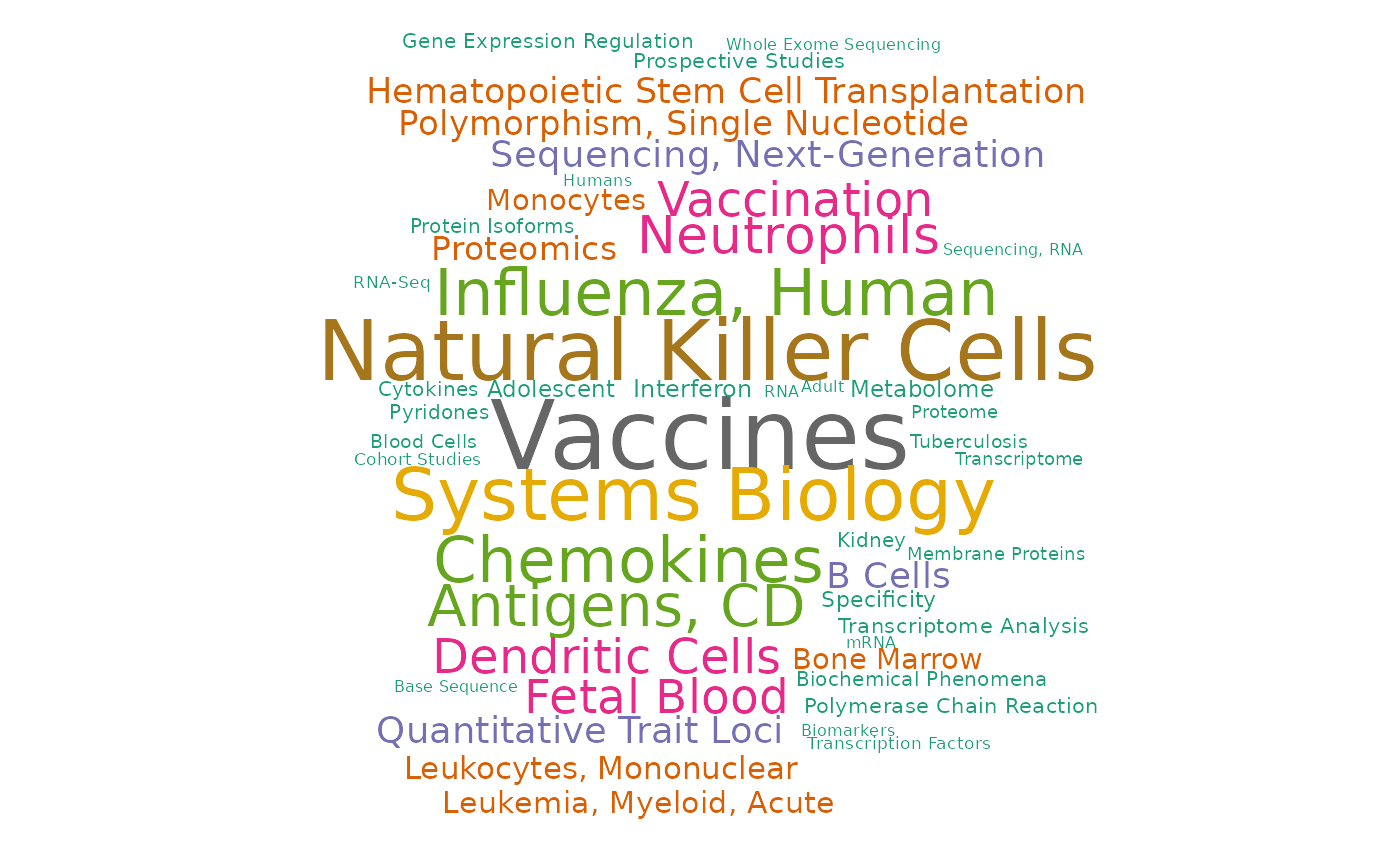 Gene Expression Regulation
Whole Exome Sequencing
Prospective Studies
Hematopoietic Stem Cell Transplantation
Polymorphism, Single Nucleotide
Sequencing, Next-Generation
Humans
Monocytes
Vaccination
Protein Isoforms
Neutrophils
Proteomics
Sequencing, RNA
RNA-Seq
Influenza, Human
Natural Killer Cells
Cytokines
Adolescent
Interferon
RNA
Adult
Metabolome
Pyridones
Vaccines
Proteome
Blood Cells
Tuberculosis
Cohort Studies
Transcriptome
Systems Biology
Chemokines
Kidney
Membrane Proteins
B Cells
Antigens, CD
Specificity
Transcriptome Analysis
mRNA
Dendritic Cells
Bone Marrow
Biochemical Phenomena
Base Sequence
Fetal Blood
Polymerase Chain Reaction
Quantitative Trait Loci
Biomarkers
Transcription Factors
Leukocytes, Mononuclear
Leukemia, Myeloid, Acute